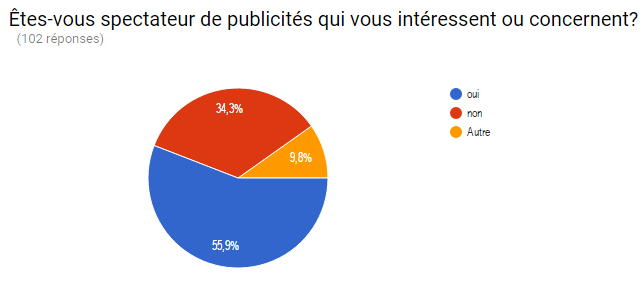 Êtes-vous spectateur de publicités qui vous intéressent ou concernent?
(102 réponses)
34,3%
9,8%
55,9%
oui
non
Autre